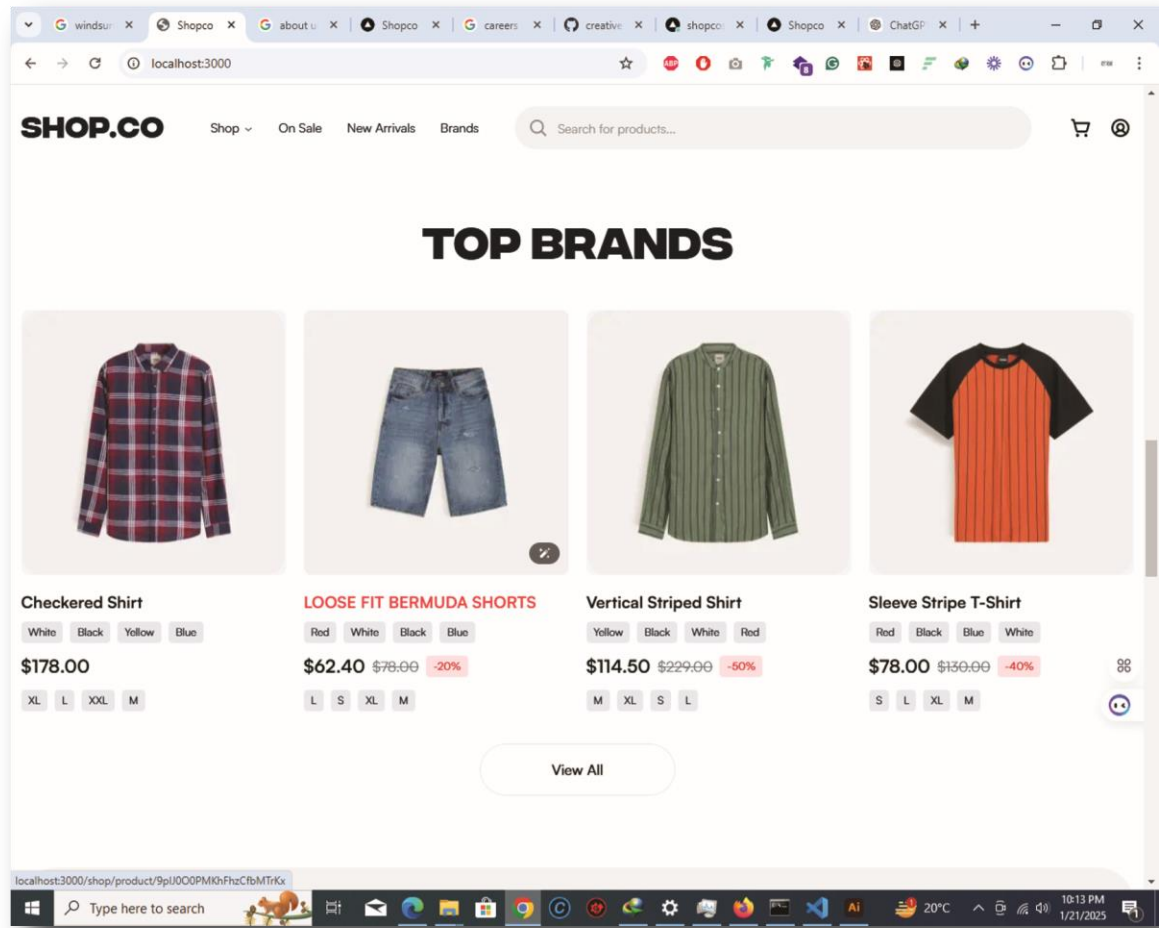 windsur
Shopco
about u
Shopco
careers
creative
shopco
Shopco
ChatGP
localhost:3000
ABP
8
SHOP.CO
Shop
On Sale
New Arrivals
Brands
Search for products...
TOP BRANDS
Checkered Shirt
White Black Yellow Blue
$178.00
XL L XXL M
LOOSE FIT BERMUDA SHORTS
Red White Black Blue
$62.40 $78.00 -20%
L S XL M
Vertical Striped Shirt
Yellow Black White Red
$114.50 $229.00 -50%
M XL S L
Sleeve Stripe T-Shirt
Red Black Blue White
$78.00 $130.00 -40%
S L XL M
View All
localhost:3000/shop/product/9plJ0O0PMKhFhzCfbMTrKx
Type here to search
Ai
20°C
10:13 PM
1/21/2025